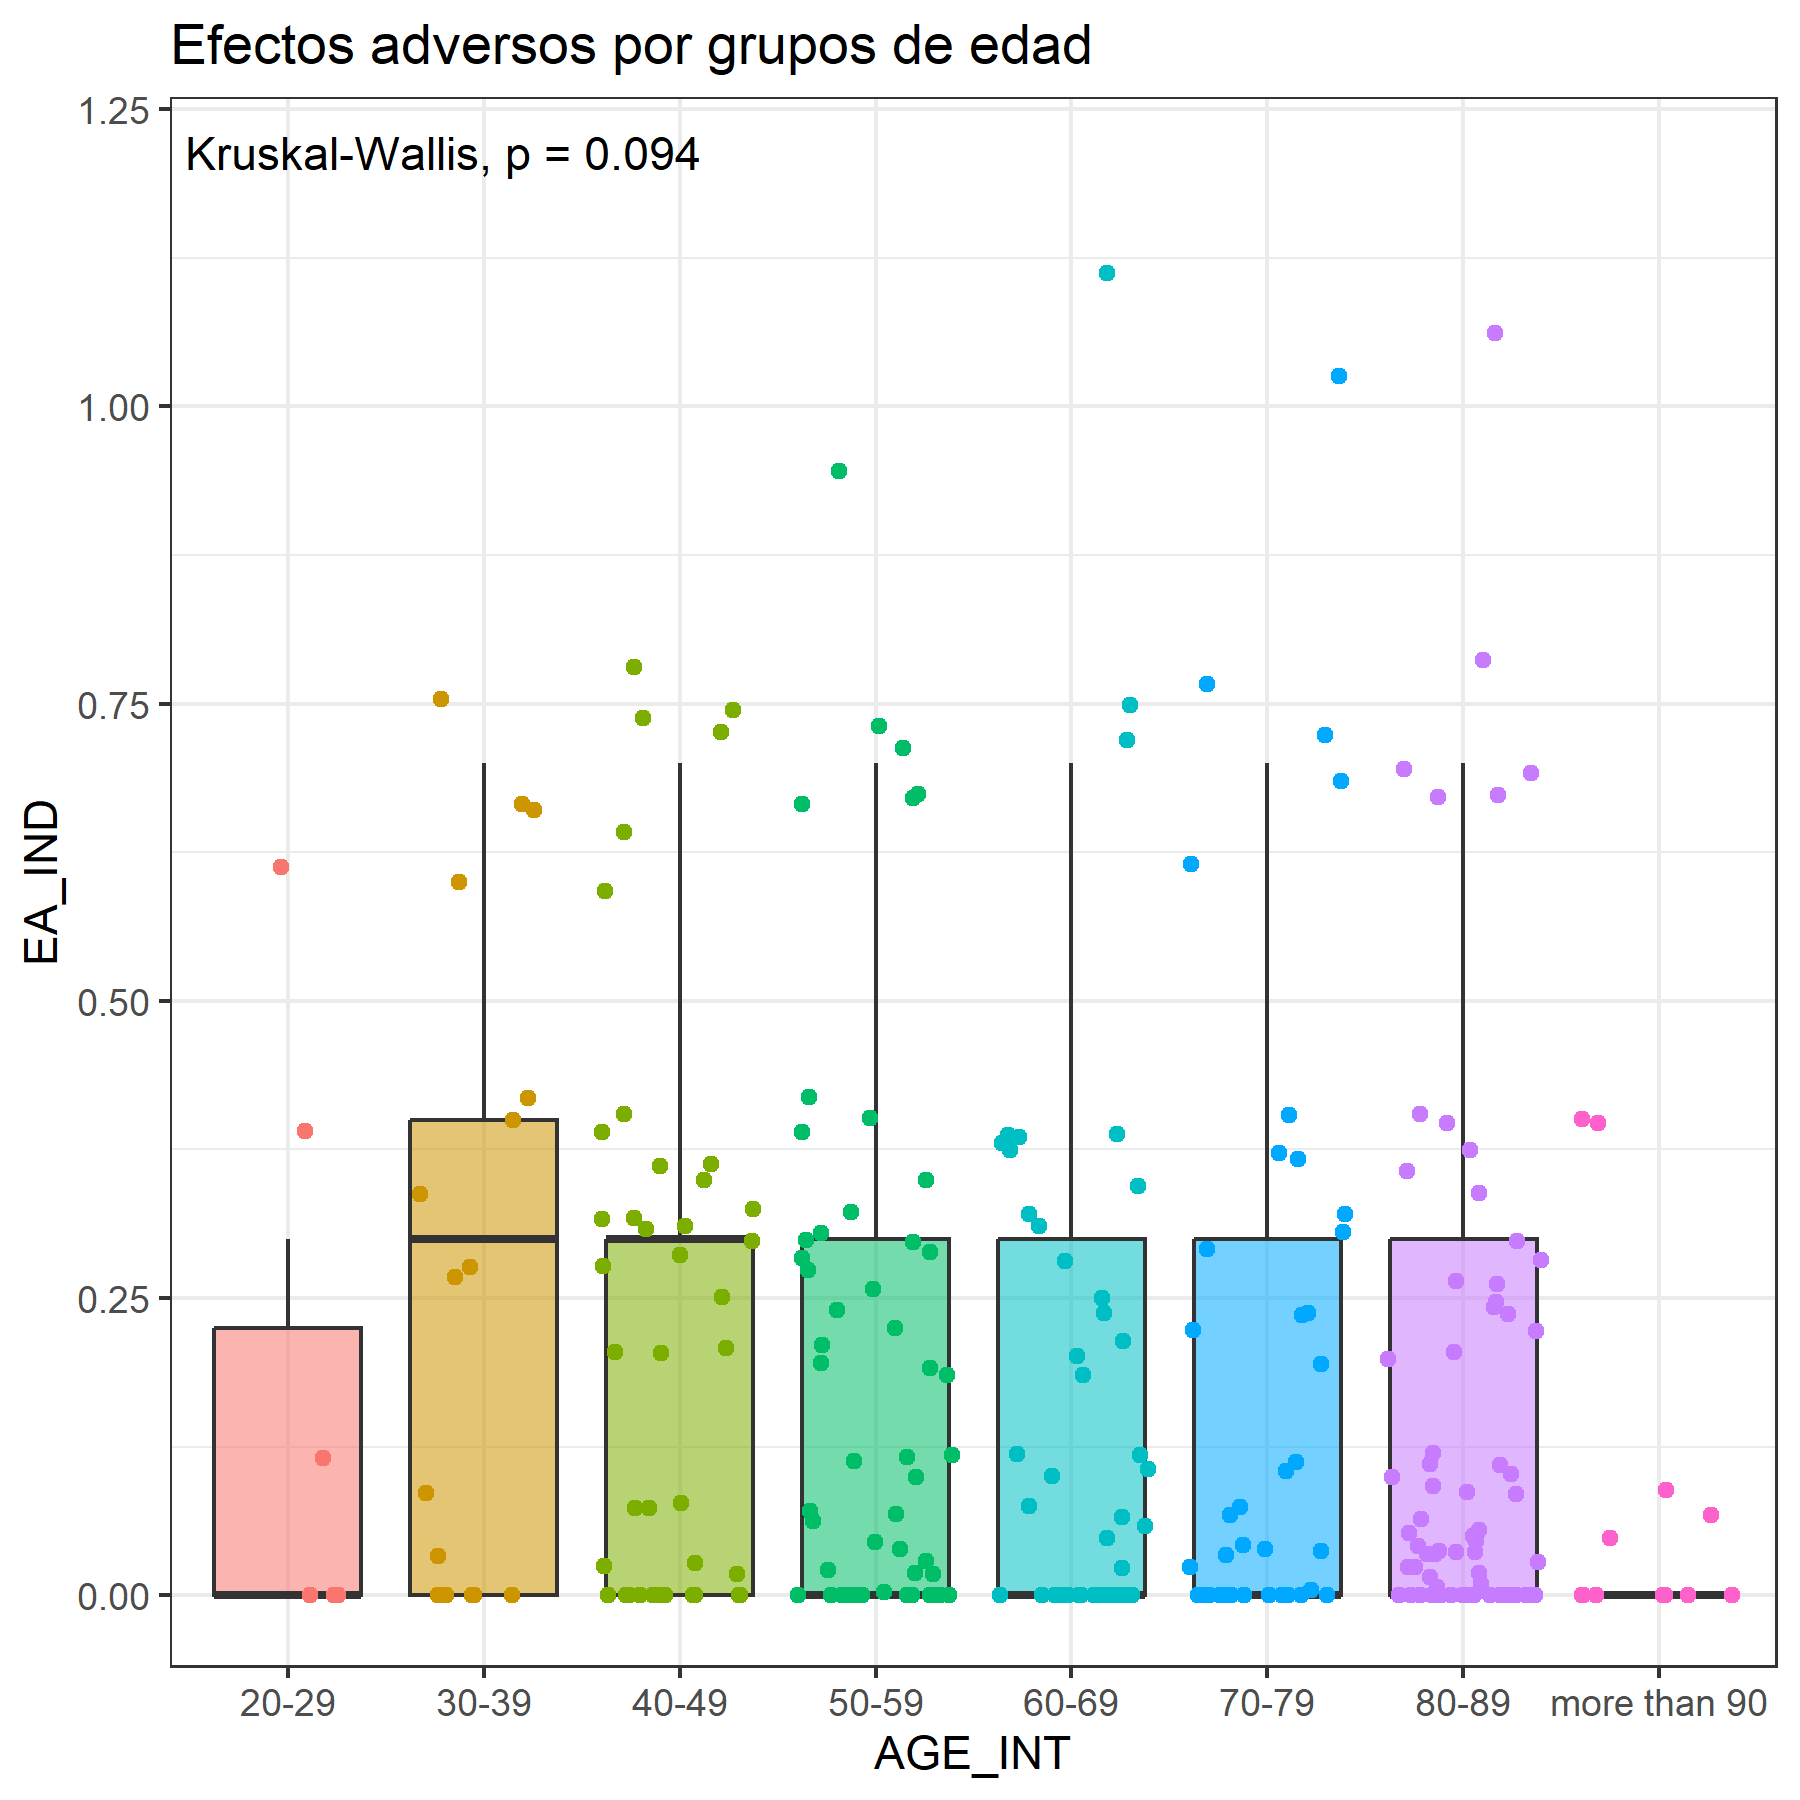 Efectos adversos por grupos de edad
Kruskal-Wallis, p = 0.094
1.25
1.00
0.75
0.50
0.25
0.00
EA_IND
20-29 30-39 40-49 50-59 60-69 70-79 80-89 more than 90
AGE_INT